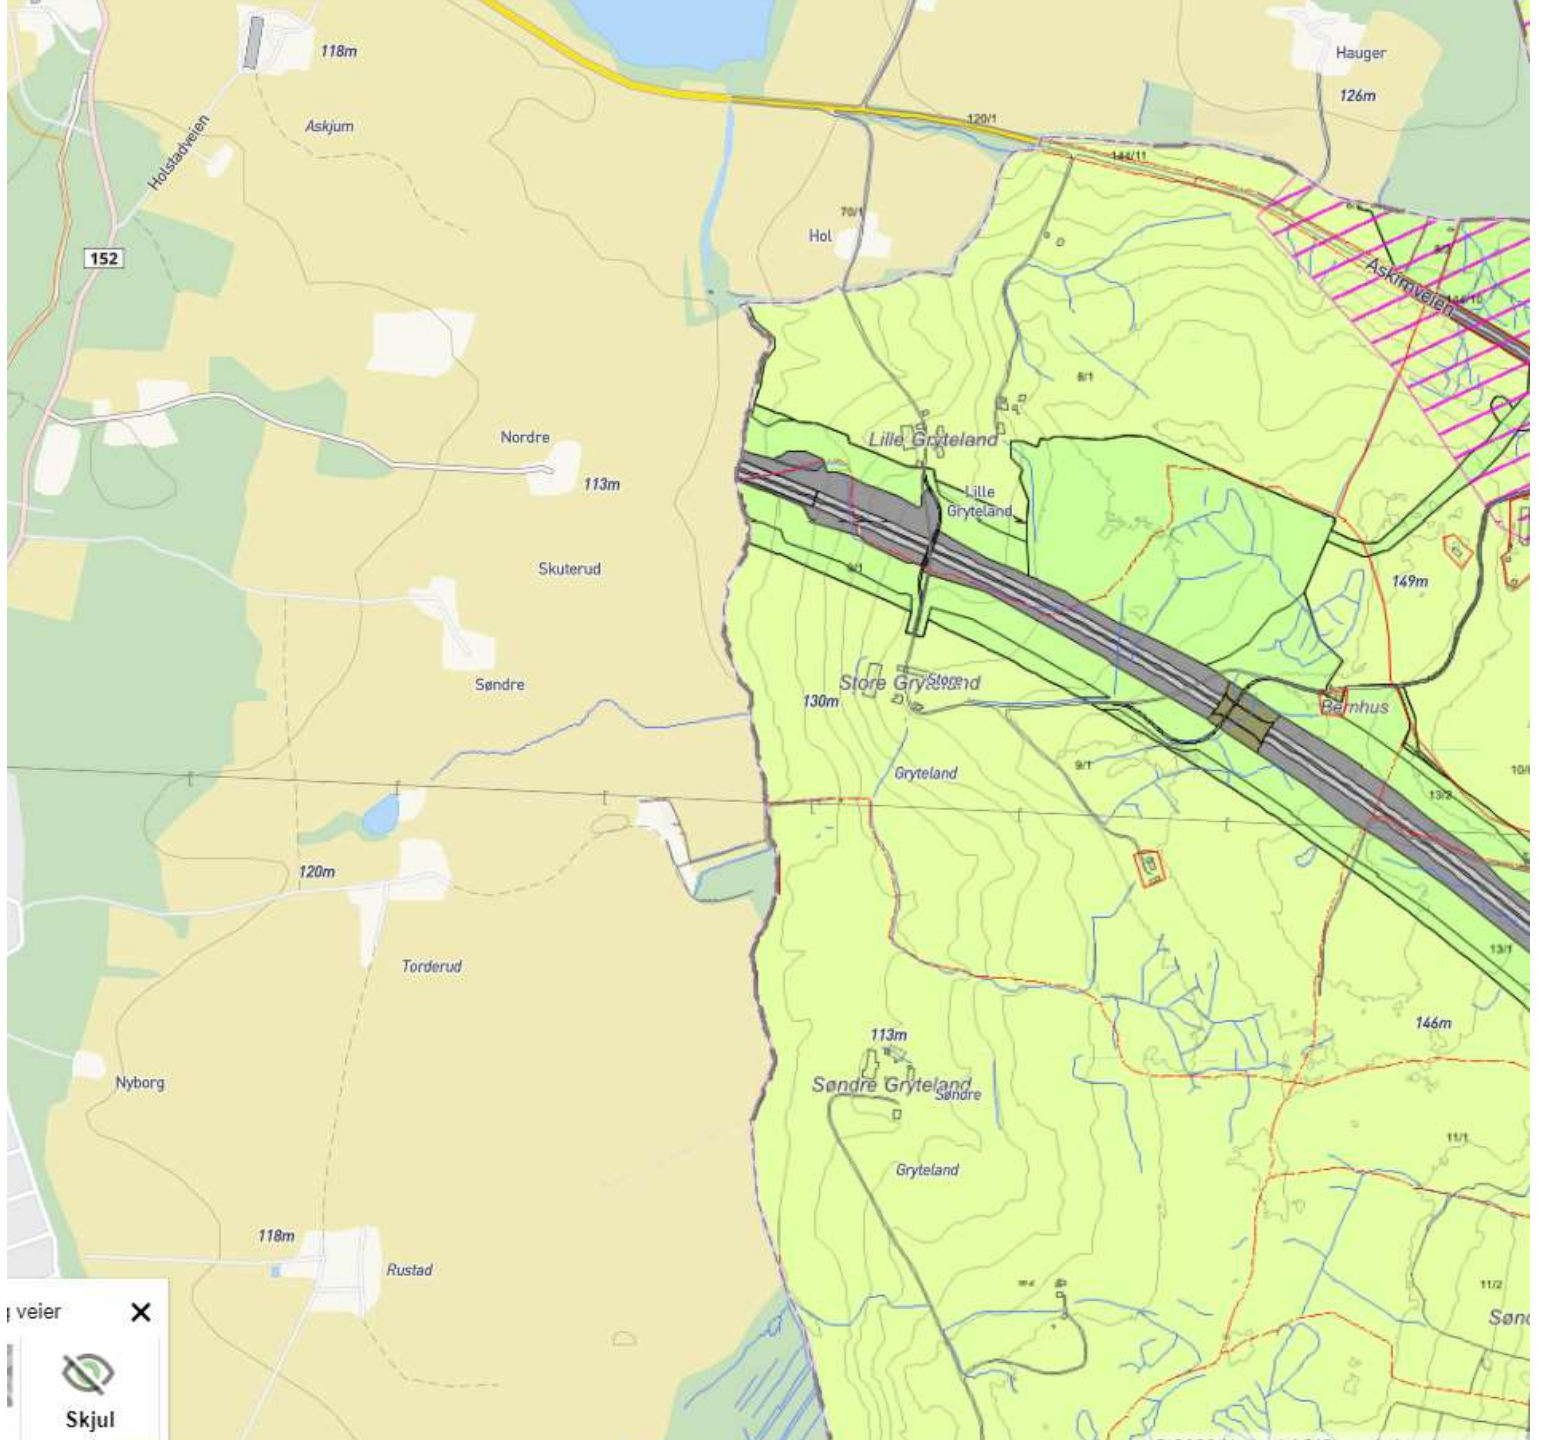 118m
Hauger
126m
Askjum
120/1
144/11
Holstadveien
70/1
Hol
152
8/2
Askimveien
144/10
8/1
Nordre
Lille Gryteland
113m
Lille
Gryteland
Skuterud
9/1
149m
Søndre
Store Gryteland
Store
130m
Bernhus
Gryteland
9/1
13/2
120m
13/1
Torderud
146m
113m
Nyborg
Søndre Gryteland
Søndre
11/1
Gryteland
118m
Rustad
11/2
veier
Skjul